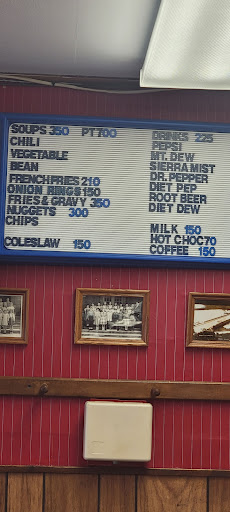 SOUPS 350 PT 700
CHILI
VEGETABLE
BEAN
FRENCH FRIES 210
ONION RINGS 150
FRIES & GRAVY 350
NUGGETS 300
CHIPS
COLESLAW 150
DRINKS 225
PEPSI
MT. DEW
SIERRA MIST
DR. PEPPER
DIET PEP
ROOT BEER
DIET DEW
MILK 150
HOT CHOC 70
COFFEE 150